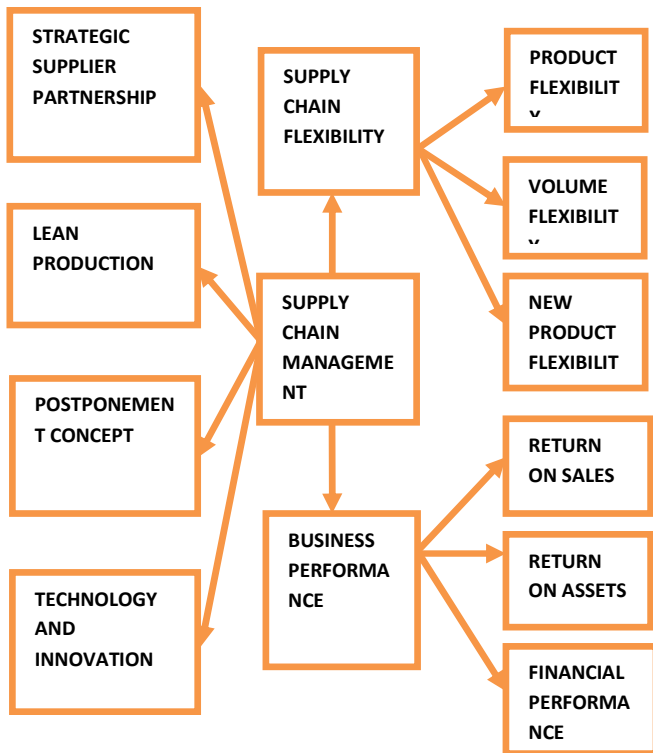 STRATEGIC
SUPPLIER
PARTNERSHIP
LEAN
PRODUCTION
POSTPONEMEN
T CONCEPT
TECHNOLOGY
AND
INNOVATION
SUPPLY
CHAIN
FLEXIBILITY
SUPPLY
CHAIN
MANAGEME
NT
BUSINESS
PERFORMA
NCE
PRODUCT
FLEXIBILIT
Y
VOLUME
FLEXIBILIT
Y
NEW
PRODUCT
FLEXIBILIT
RETURN
ON SALES
RETURN
ON ASSETS
FINANCIAL
PERFORMA
NCE